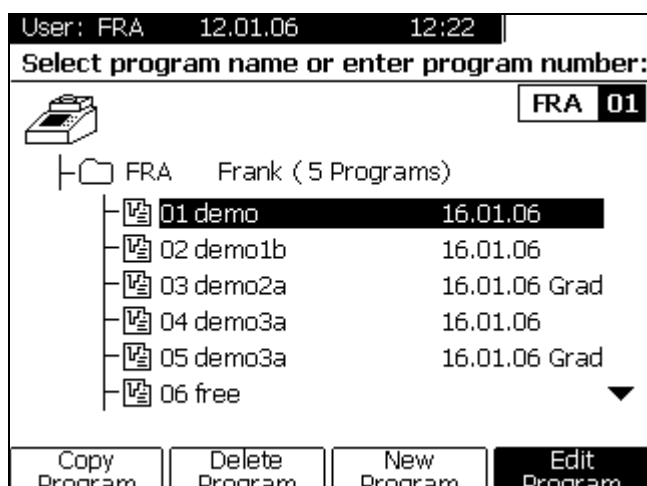 User: FRA 12.01.06 12:22
Select program name or enter program number:
FRA 01
FRA Frank ( 5 Programs)
01 demo 16.01.06
02 demo1b 16.01.06
03 demo2a 16.01.06 Grad
04 demo3a 16.01.06
05 demo3a 16.01.06 Grad
06 free
Copy Delete New Edit
Program Program Program Program